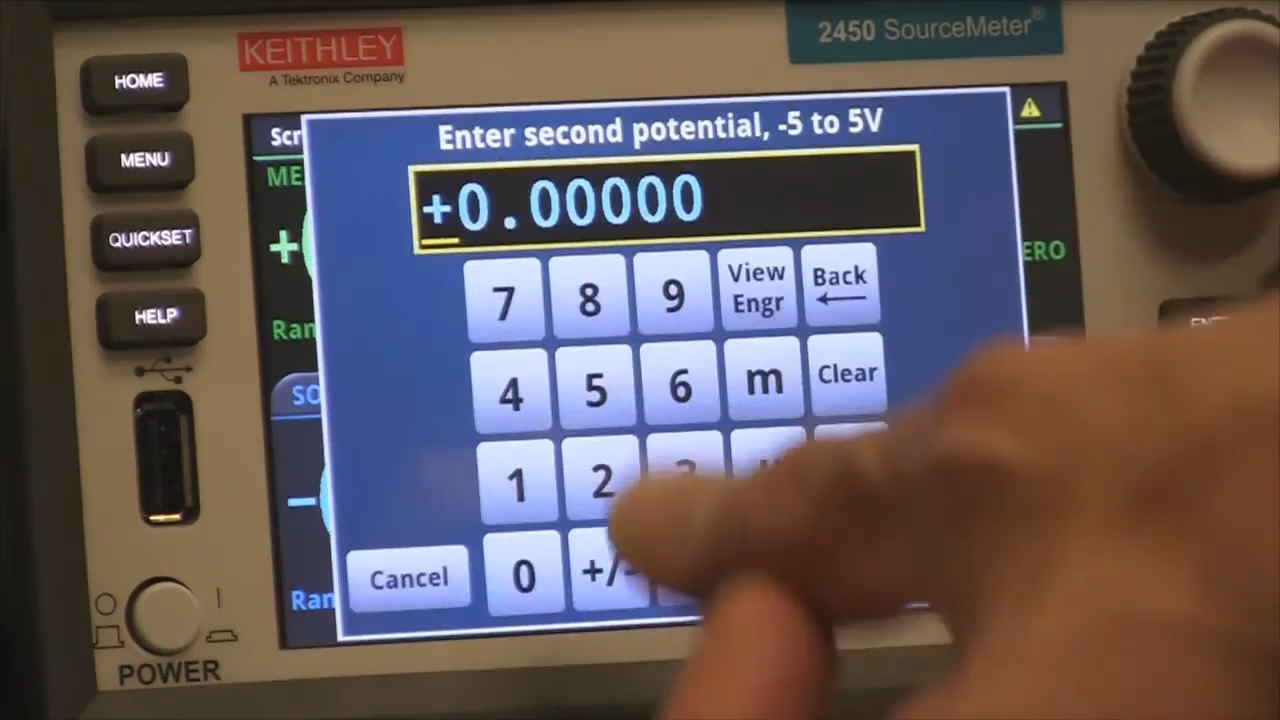 KEITHLEY
A Tektronix Company
2450 SourceMeter®
HOME
MENU
QUICKSET
HELP
POWER
Enter second potential, -5 to 5V
+0.00000
7 8 9 View Engr Back
4 5 6 m Clear
1 2 3
Cancel 0 +/-